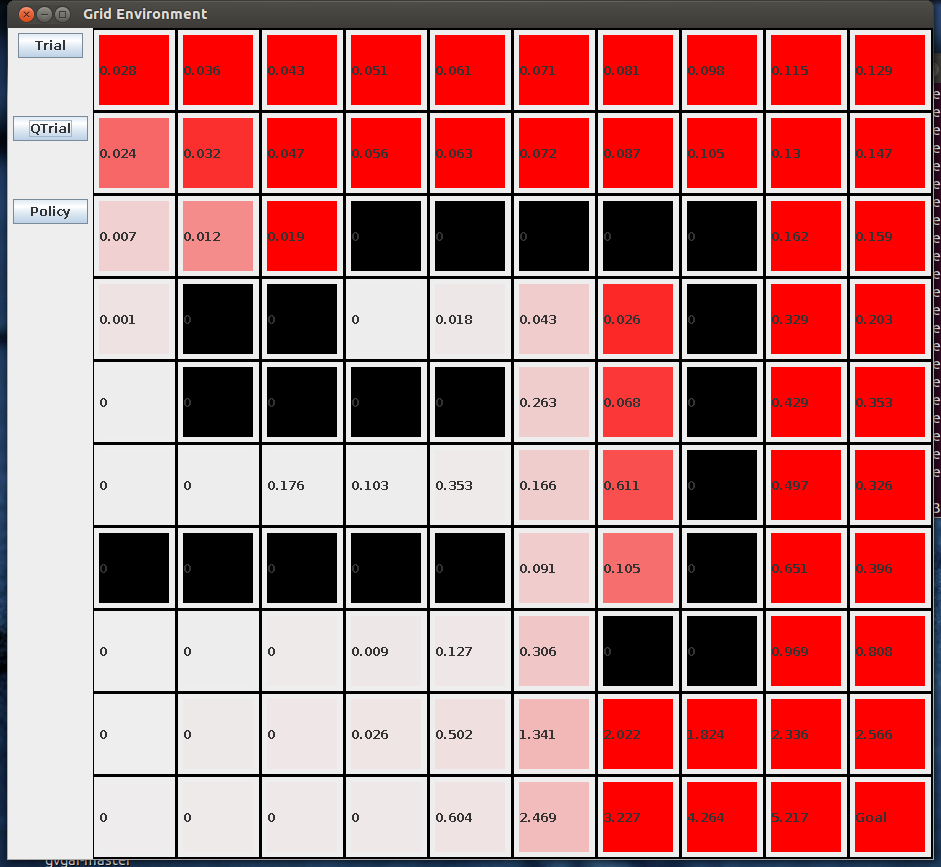 Grid Environment
Trial 0.028 0.036 0.043 0.051 0.061 0.071 0.081 0.098 0.115 0.129
QTrial 0.024 0.032 0.047 0.056 0.063 0.072 0.087 0.105 0.13 0.147
Policy 0.007 0.012 0.019 0 0 0 0 0 0.162 0.159
0.001 0 0 0 0.018 0.043 0.026 0 0.329 0.203
0 0 0 0 0 0.263 0.068 0 0.429 0.353
0 0 0.176 0.103 0.353 0.166 0.611 0 0.497 0.326
0 0 0 0 0 0.091 0.105 0 0.651 0.396
0 0 0 0.009 0.127 0.306 0 0 0.969 0.808
0 0 0 0.026 0.502 1.341 2.022 1.824 2.336 2.566
0 0 0 0 0.604 2.469 3.227 4.264 5.217 Goal
gvgai-master